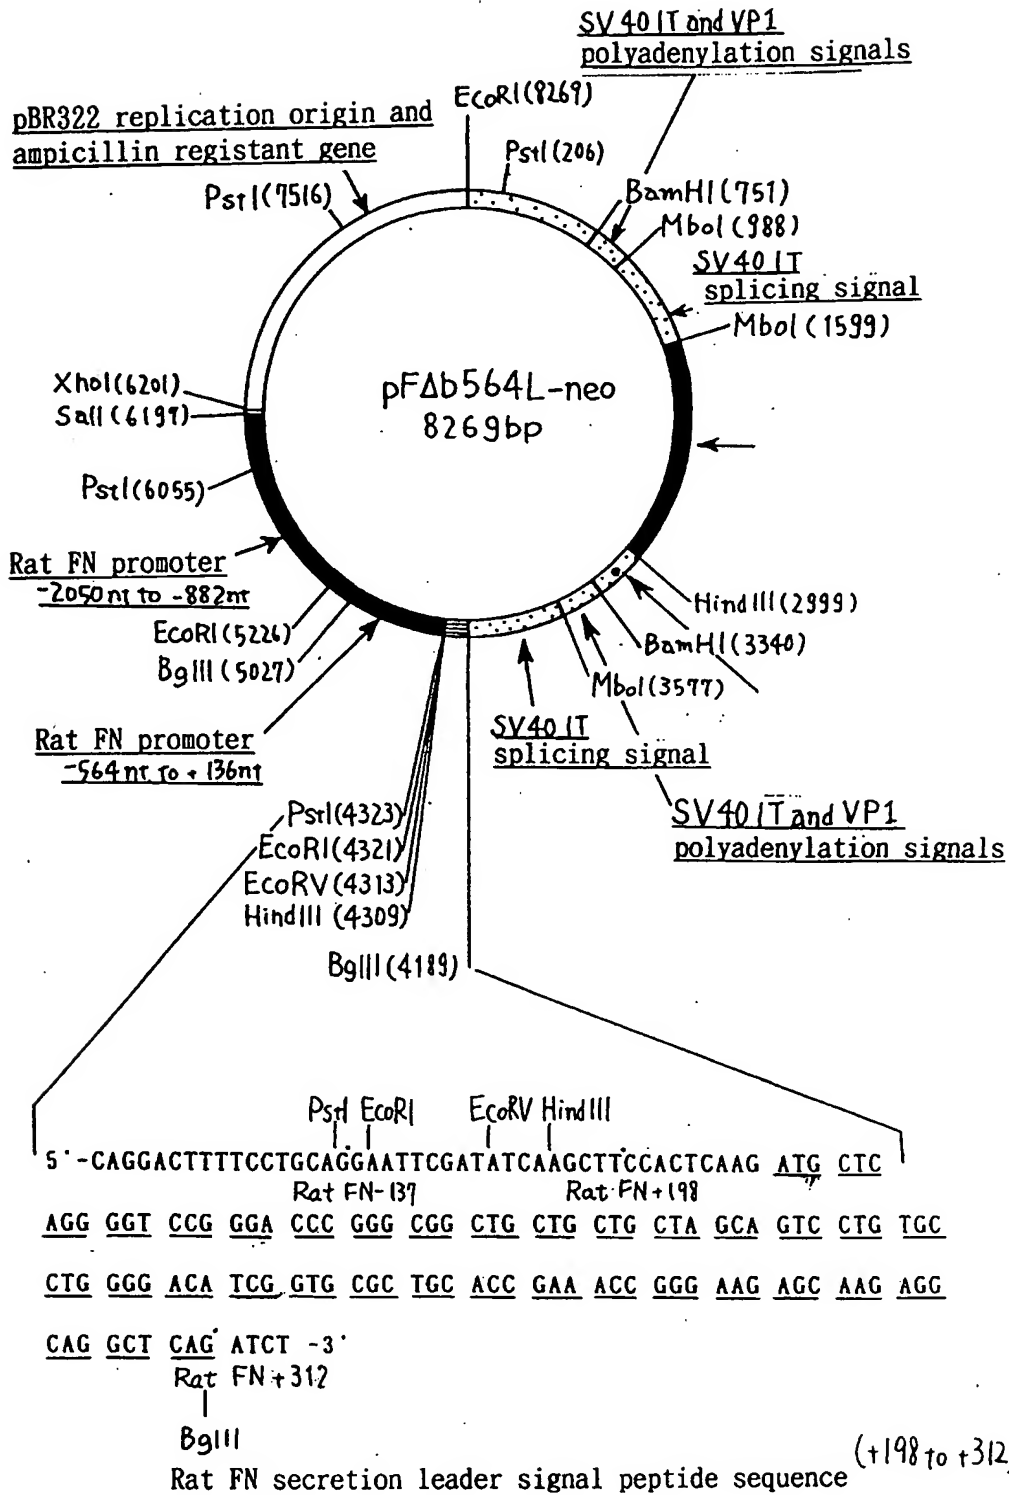 SV40 IT and VP1
polyadenylation signals
EcoRI(8269)
pBR322 replication origin and
ampicillin registant gene
PstI(206)
PstI(7516)
BamHI(751)
MboI(988)
SV40 IT
splicing signal
MboI(1599)
XhoI(6201)
SalI(6197)
pFΔb564L-neo
8269bp
PstI(6055)
Rat FN promoter
-2050nt to -882nt
HindIII(2999)
EcoRI(5226)
BamHI(3340)
BglII(5027)
MboI(3577)
SV40 IT
splicing signal
Rat FN promoter
-564nt to + 136nt
PstI(4323)
SV40 IT and VP1
EcoRI(4321)
polyadenylation signals
EcoRV(4313)
HindIII(4309)
BglII(4189)
PstI EcoRI EcoRV HindIII
5'-CAGGACTTTTCCTGCAGGAATTCGATATCAAGCTTCCACTCAAG ATG CTC
Rat FN-137 Rat FN+198
AGG GGT CCG GGA CCC GGG CGG CTG CTG CTG CTA GCA GTC CTG TGC
CTG GGG ACA TCG GTG CGC TGC ACC GAA ACC GGG AAG AGC AAG AGG
CAG GCT CAG ATCT -3'
Rat FN+312
BglII
(+198 to +312
Rat FN secretion leader signal peptide sequence